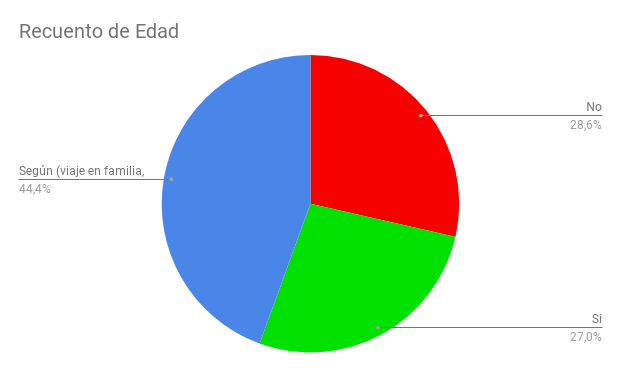 Recuento de Edad
No
28,6%
Según (viaje en familia,
44,4%
Si
27,0%